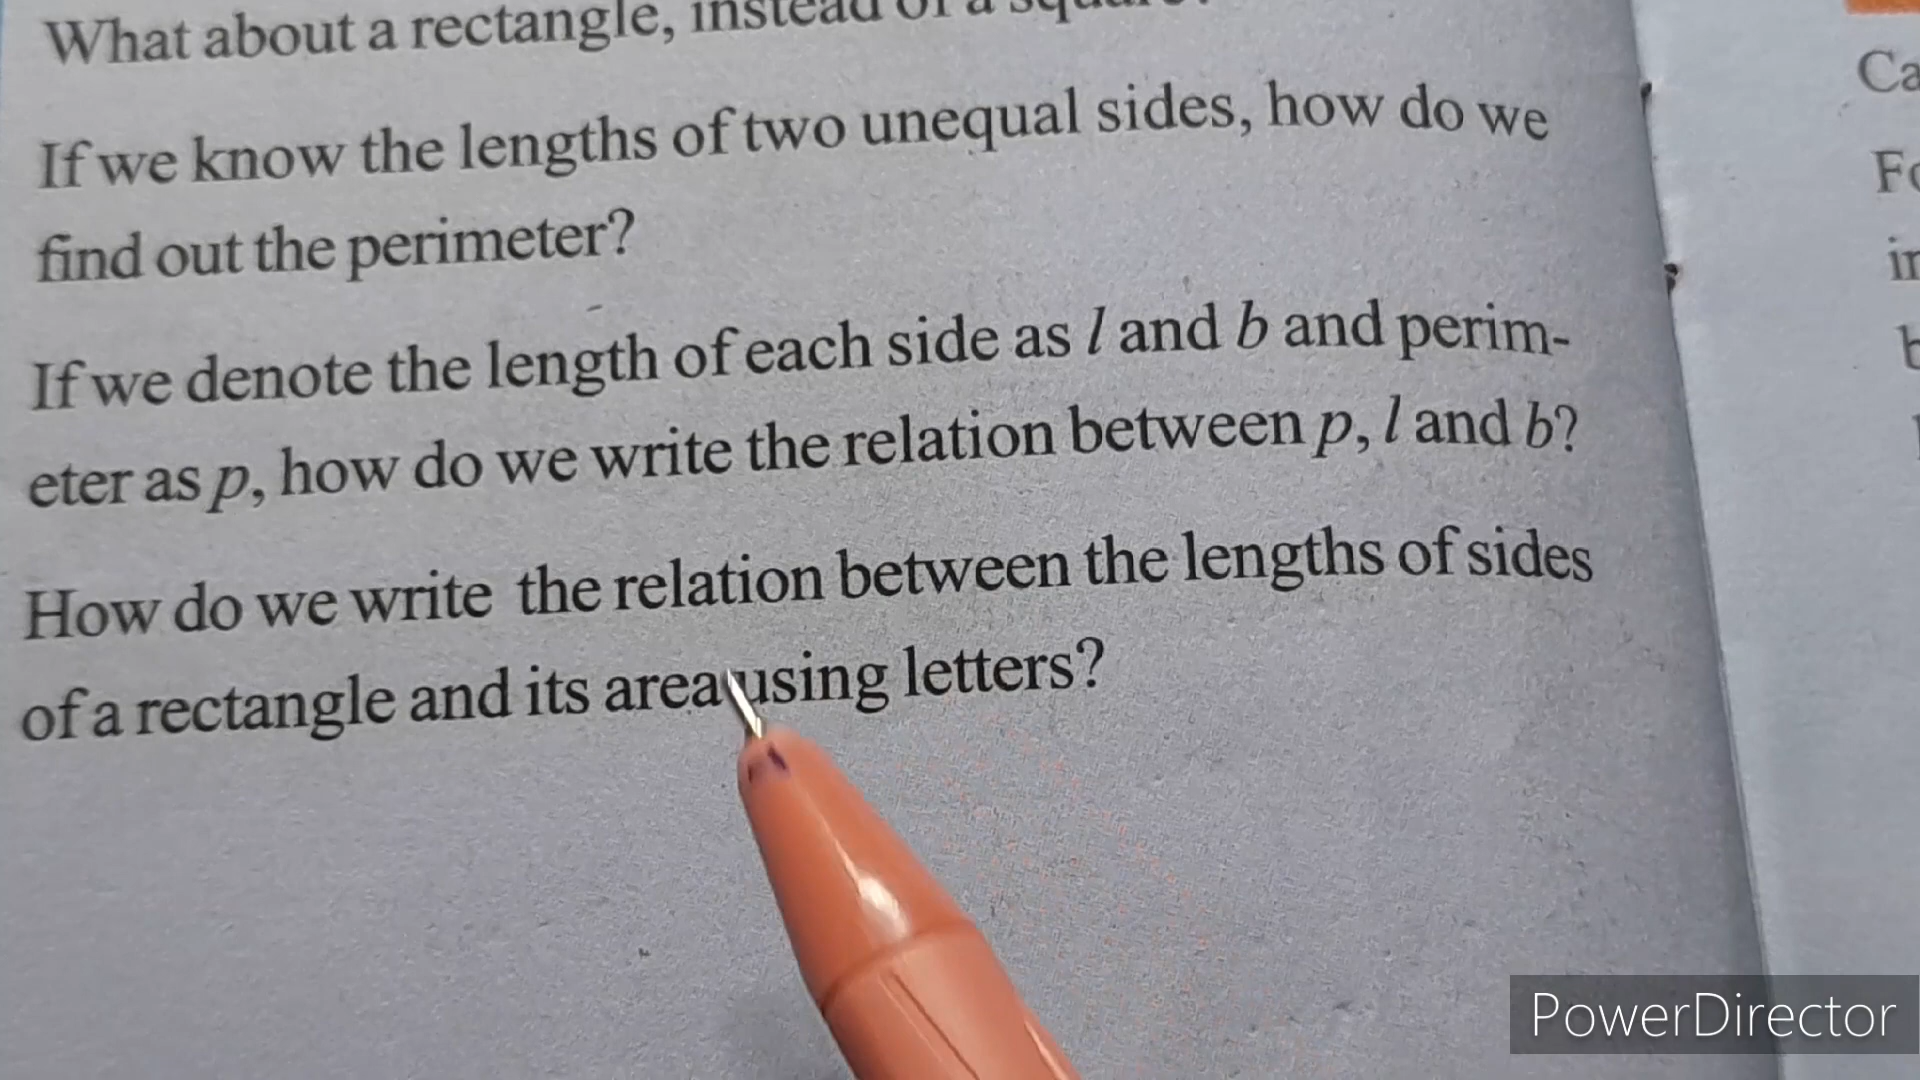 What about a rectangle, instead of a square?
If we know the lengths of two unequal sides, how do we
find out the perimeter?
If we denote the length of each side as l and b and perim-
eter as p, how do we write the relation between p, l and b?
How do we write the relation between the lengths of sides
of a rectangle and its area using letters?
PowerDirector